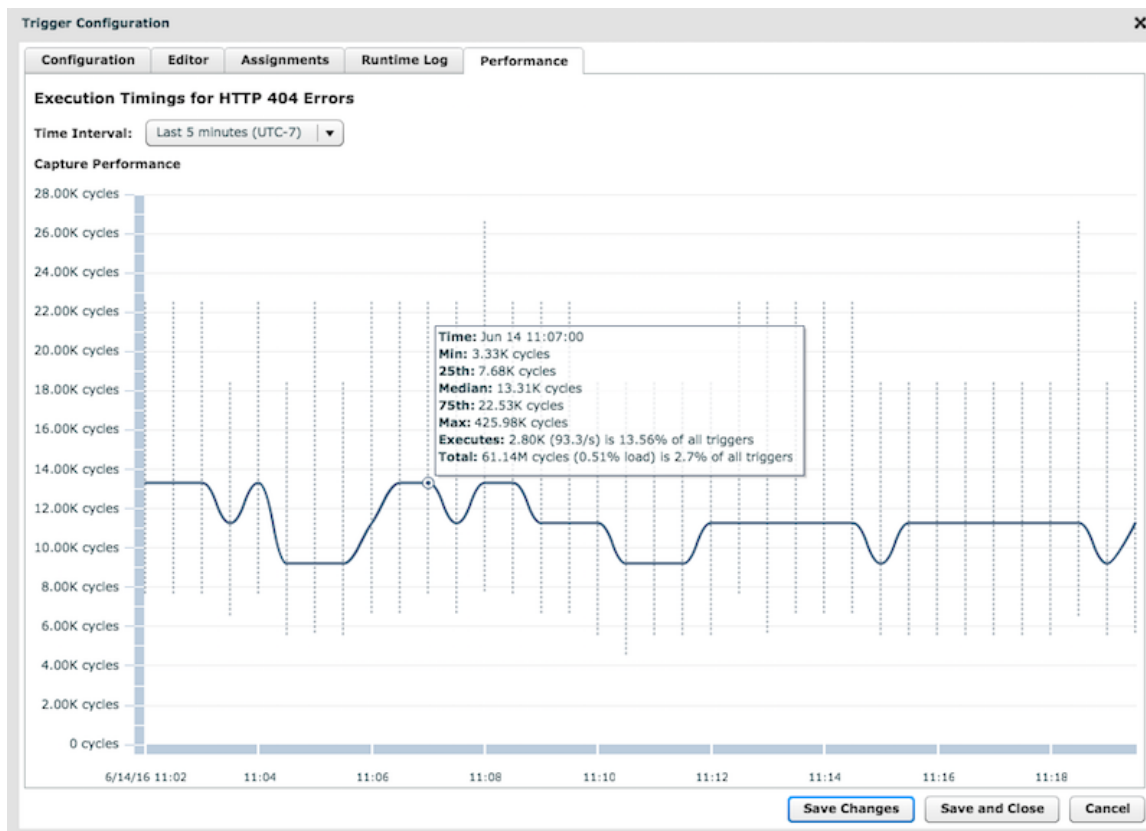 Trigger Configuration
Configuration Editor Assignments Runtime Log Performance
Execution Timings for HTTP 404 Errors
Time Interval: Last 5 minutes (UTC-7)
Capture Performance
28.00K cycles
26.00K cycles
24.00K cycles
22.00K cycles
20.00K cycles
18.00K cycles
16.00K cycles
14.00K cycles
12.00K cycles
10.00K cycles
8.00K cycles
6.00K cycles
4.00K cycles
2.00K cycles
0 cycles
Time: Jun 14 11:07:00
Min: 3.33K cycles
25th: 7.68K cycles
Median: 13.31K cycles
75th: 22.53K cycles
Max: 425.98K cycles
Executes: 2.80K (93.3/s) is 13.56% of all triggers
Total: 61.14M cycles (0.51% load) is 2.7% of all triggers
6/14/16 11:02 11:04 11:06 11:08 11:10 11:12 11:14 11:16 11:18
Save Changes Save and Close Cancel